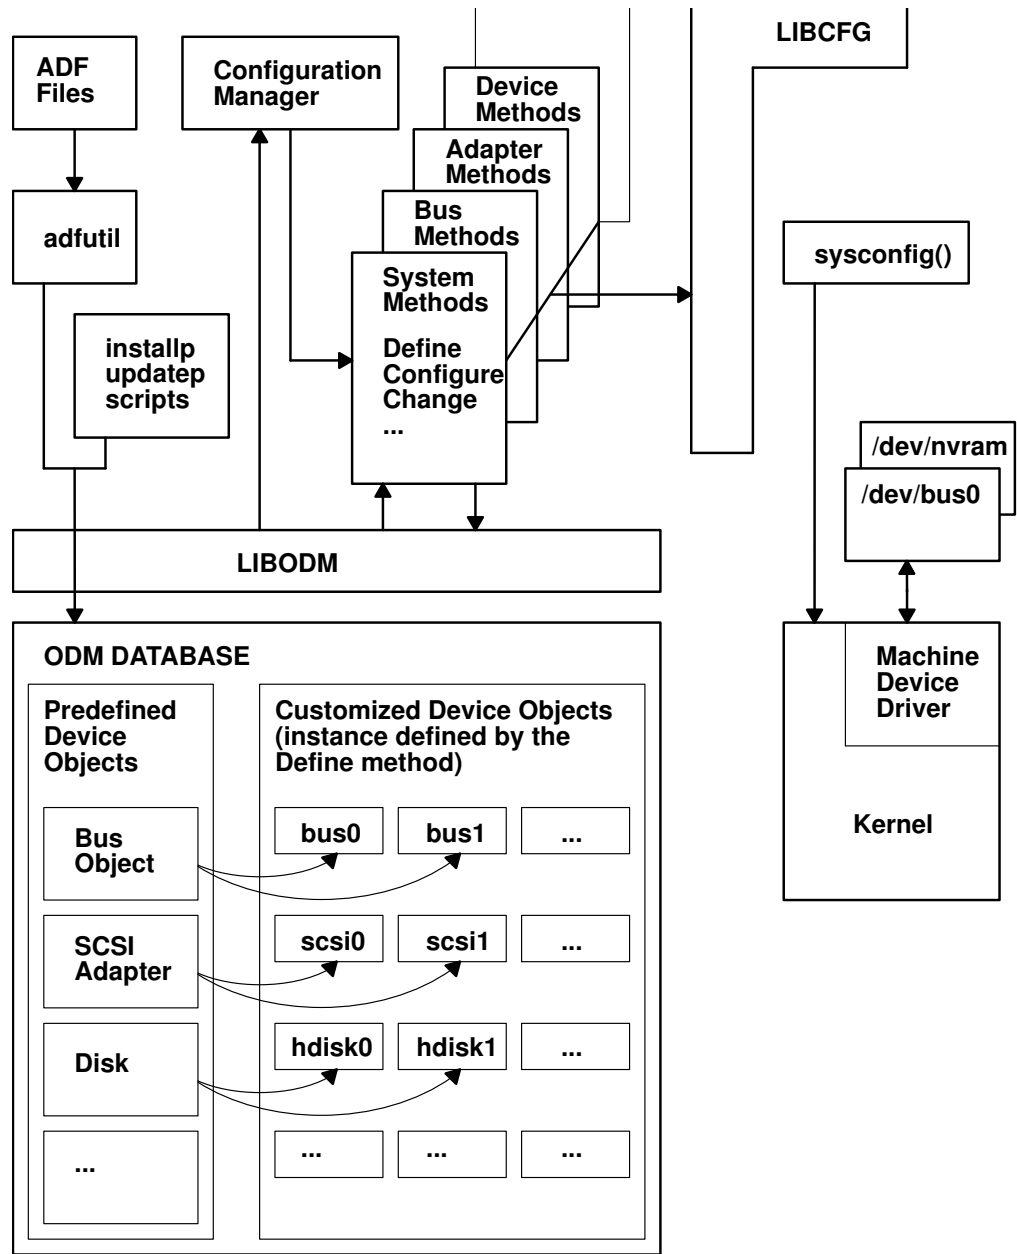 LIBCFG
ADF
Files
Configuration
Manager
Device
Methods
Adapter
Methods
Bus
Methods
adfutil
sysconfig()
System
Methods
Define
Configure
Change
...
installp
updatep
scripts
/dev/nvram
/dev/bus0
LIBODM
ODM DATABASE
Machine
Device
Driver
Predefined
Device
Objects
Customized Device Objects
(instance defined by the
Define method)
Kernel
Bus
Object
bus0
bus1
...
SCSI
Adapter
scsi0
scsi1
...
Disk
hdisk0
hdisk1
...
...
...
...
...